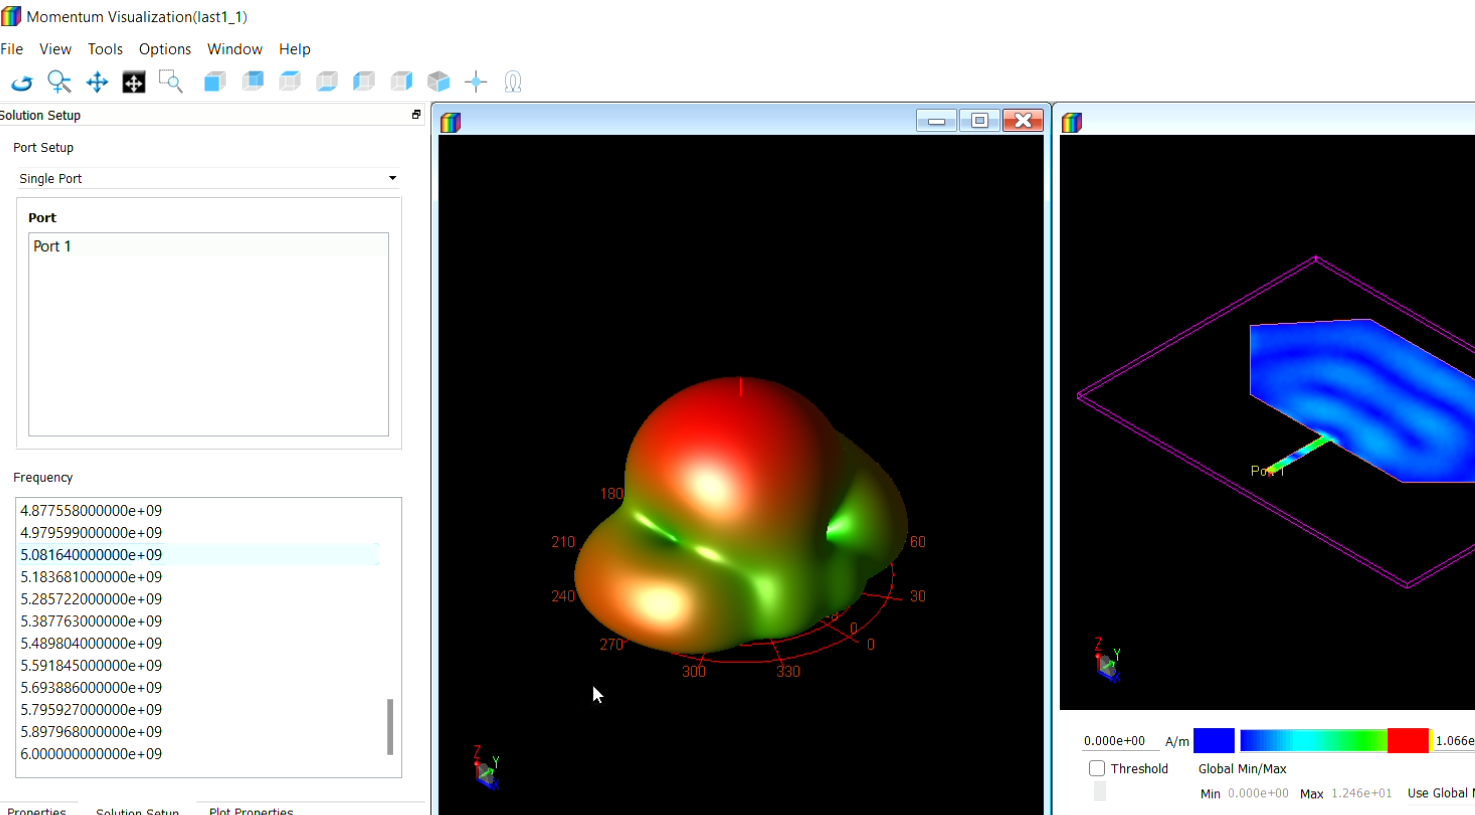 Momentum Visualization(last1_1)
File View Tools Options Window Help
Solution Setup
Port Setup
Single Port
Port
Port 1
Frequency
4.877558000000e+09
4.979599000000e+09
5.081640000000e+09
5.183681000000e+09
5.285722000000e+09
5.387763000000e+09
5.489804000000e+09
5.591845000000e+09
5.693886000000e+09
5.795927000000e+09
5.897968000000e+09
6.000000000000e+09
Properties Solution Setup Plot Properties
180
210
240
270
300
330
0
0
30
60
Z
Y
Z
Y
0.000e+00 A/m
1.066e
Threshold Global Min/Max
Min 0.000e+00 Max 1.246e+01 Use Global